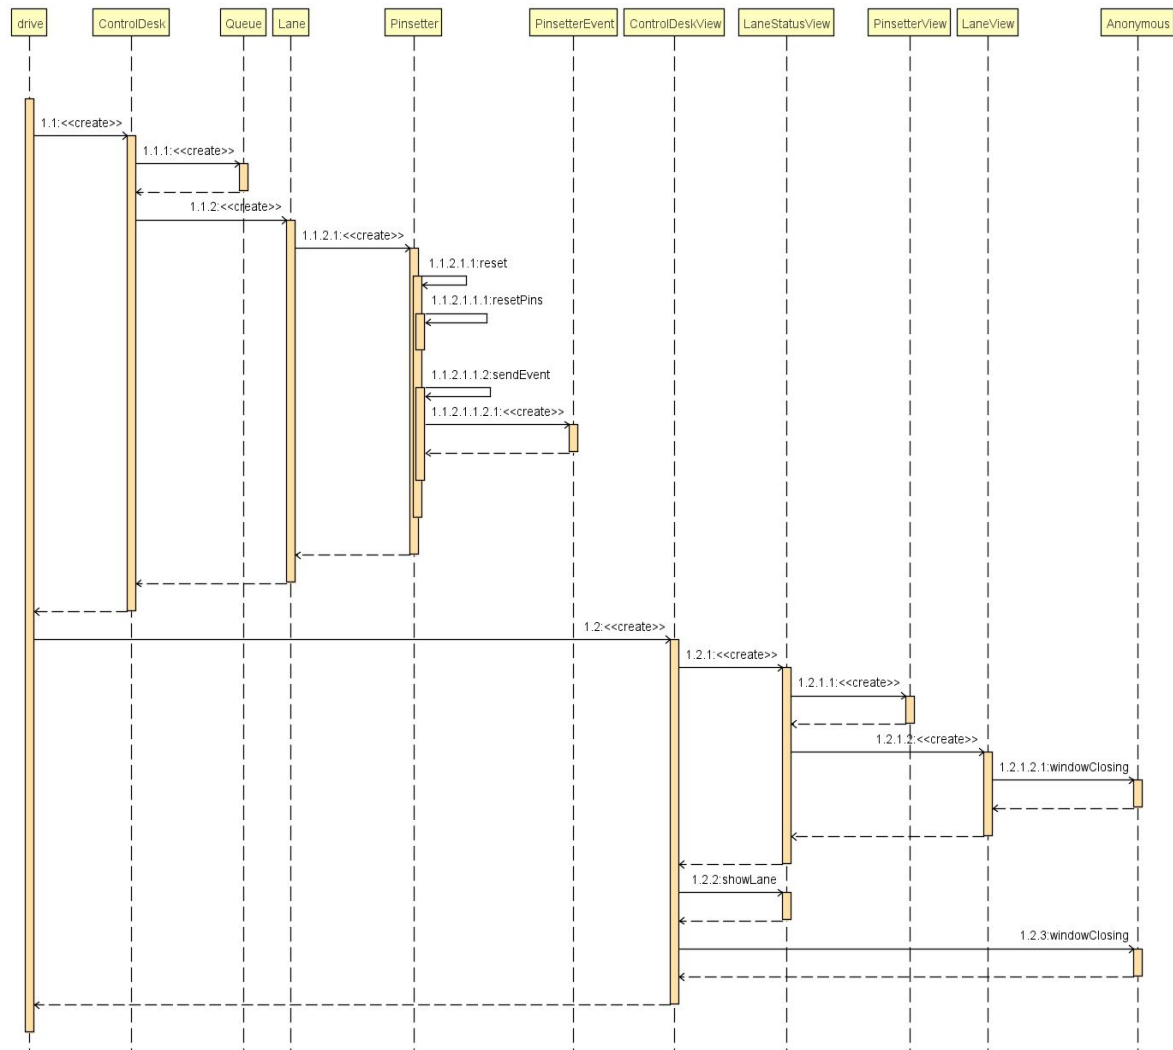 drive
ControlDesk
Queue
Lane
Pinsetter
PinsetterEvent
ControlDeskView
LaneStatusView
PinsetterView
LaneView
Anonymous
1.1:<<create>>
1.1.1:<<create>>
1.1.2:<<create>>
1.1.2.1:<<create>>
1.1.2.1.1:reset
1.1.2.1.1.1:resetPins
1.1.2.1.1.2:sendEvent
1.1.2.1.1.2.1:<<create>>
1.2:<<create>>
1.2.1:<<create>>
1.2.1.1:<<create>>
1.2.1.2:<<create>>
1.2.1.2.1:windowClosing
1.2.2:showLane
1.2.3:windowClosing